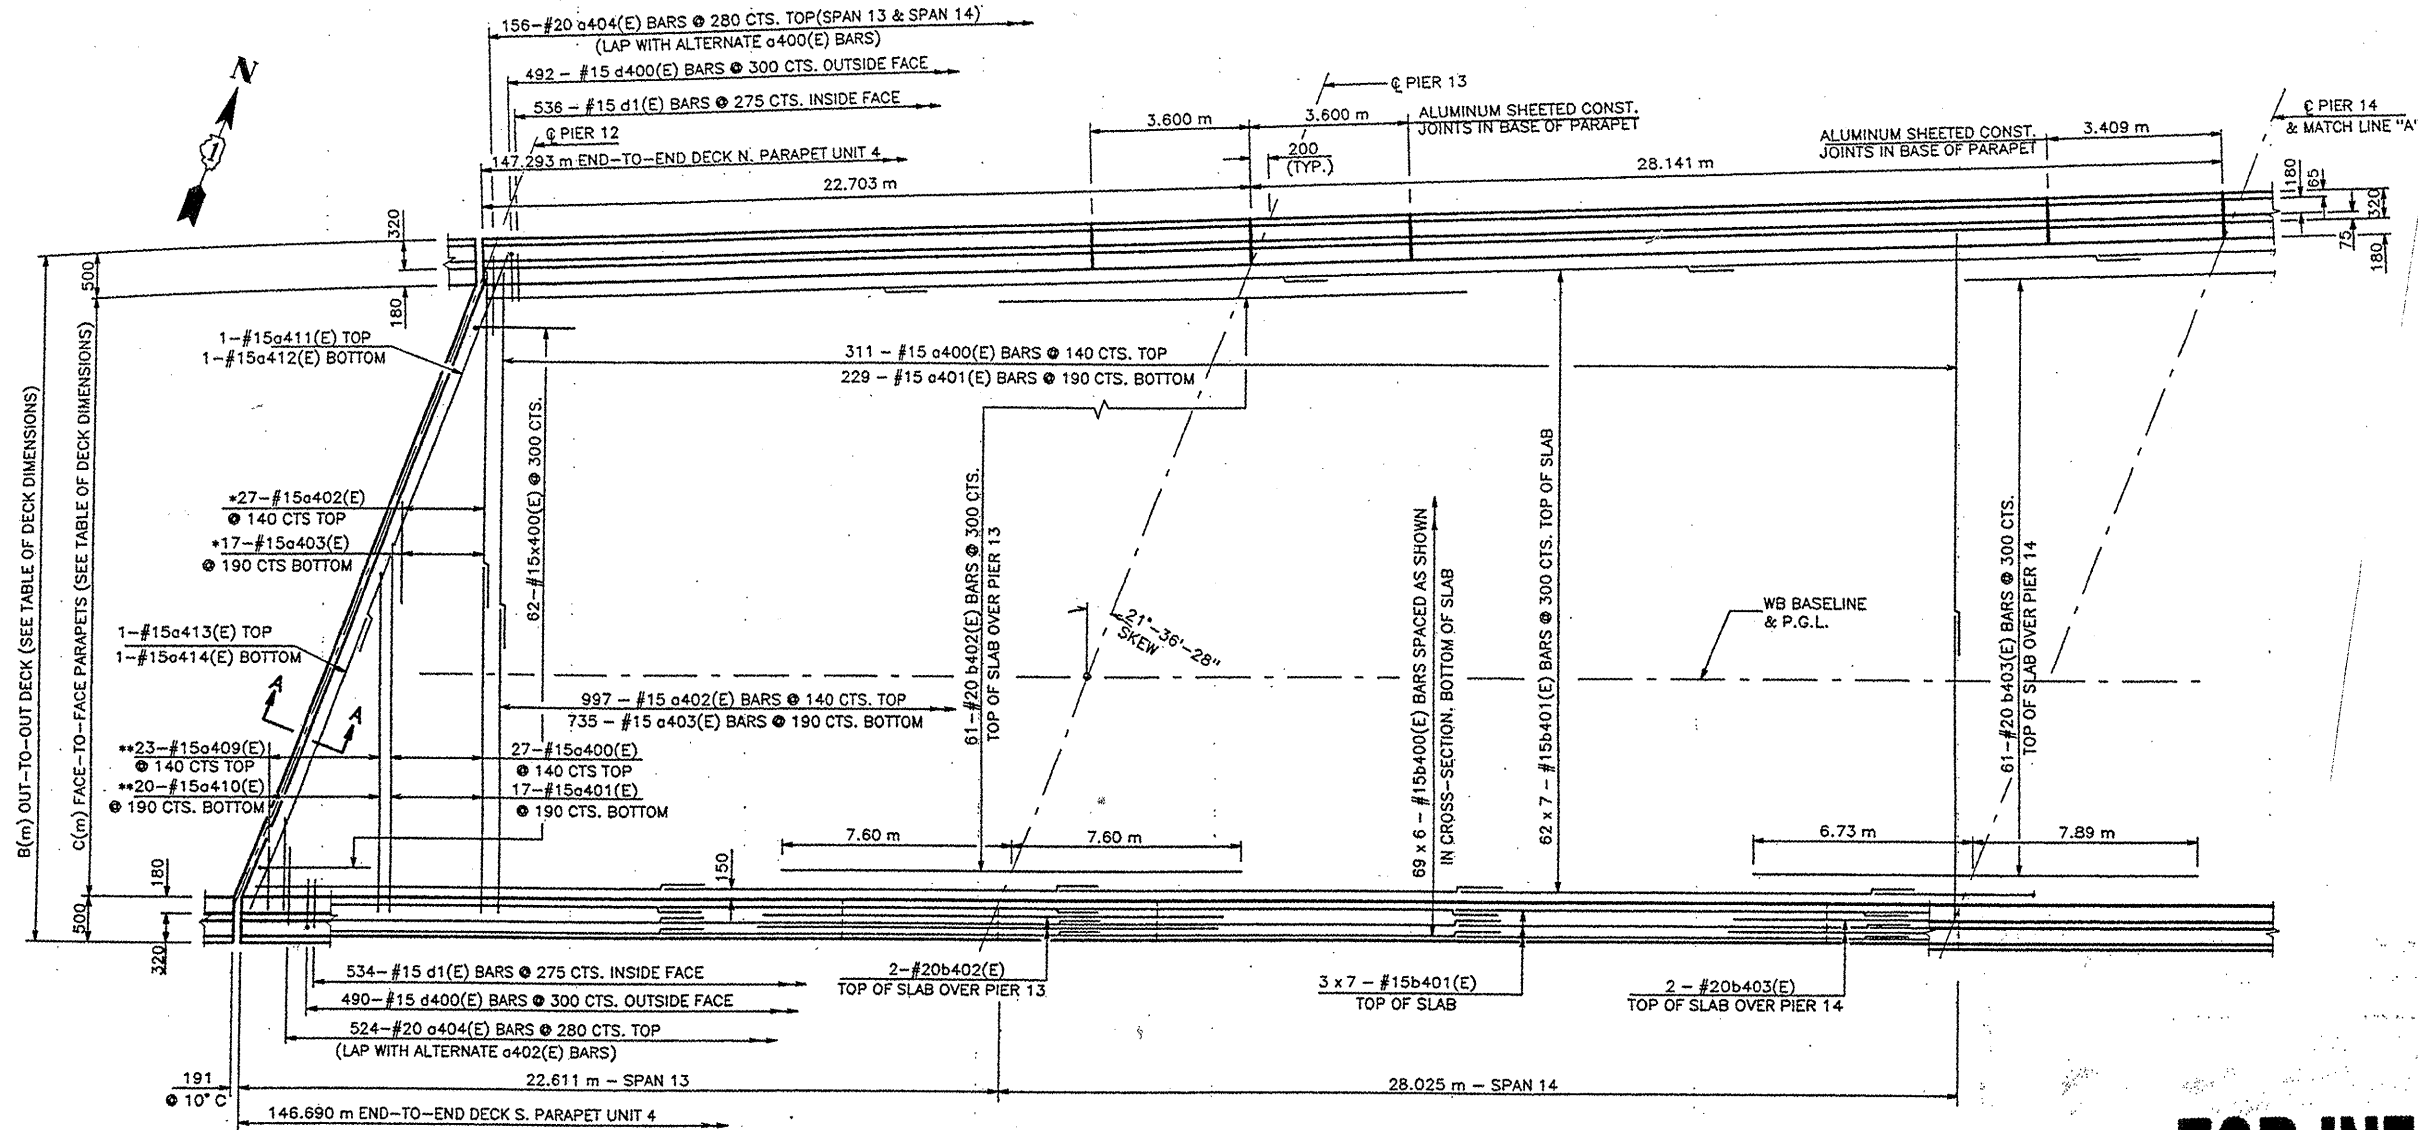 156-#20 a404(E) BARS @ 280 CTS. TOP(SPAN 13 & SPAN 14)
(LAP WITH ALTERNATE a400(E) BARS)
492 - #15 d400(E) BARS @ 300 CTS. OUTSIDE FACE
536 - #15 d1(E) BARS @ 275 CTS. INSIDE FACE
℄ PIER 12
147.293 m END-TO-END DECK N. PARAPET UNIT 4
22.703 m
N
1
℄ PIER 13
3.600 m
3.600 m
ALUMINUM SHEETED CONST.
JOINTS IN BASE OF PARAPET
200
(TYP.)
28.141 m
ALUMINUM SHEETED CONST.
JOINTS IN BASE OF PARAPET
3.409 m
℄ PIER 14
& MATCH LINE "A"
180
65
320
75
180
320
500
180
1-#15a411(E) TOP
1-#15a412(E) BOTTOM
311 - #15 a400(E) BARS @ 140 CTS. TOP
229 - #15 a401(E) BARS @ 190 CTS. BOTTOM
B(m) OUT-TO-OUT DECK (SEE TABLE OF DECK DIMENSIONS)
C(m) FACE-TO-FACE PARAPETS (SEE TABLE OF DECK DIMENSIONS)
62-#15x400(E) @ 300 CTS.
*27-#15a402(E)
@ 140 CTS TOP
*17-#15a403(E)
@ 190 CTS BOTTOM
61-#20 b402(E) BARS @ 300 CTS.
TOP OF SLAB OVER PIER 13
69 x 6 - #15b400(E) BARS SPACED AS SHOWN
IN CROSS-SECTION, BOTTOM OF SLAB
62 x 7 - #15b401(E) BARS @ 300 CTS. TOP OF SLAB
61-#20 b403(E) BARS @ 300 CTS.
TOP OF SLAB OVER PIER 14
21°-36'-28"
SKEW
WB BASELINE
& P.G.L.
1-#15a413(E) TOP
1-#15a414(E) BOTTOM
A
A
997 - #15 a402(E) BARS @ 140 CTS. TOP
735 - #15 a403(E) BARS @ 190 CTS. BOTTOM
**23-#15a409(E)
@ 140 CTS TOP
**20-#15a410(E)
@ 190 CTS. BOTTOM
27-#15a400(E)
@ 140 CTS TOP
17-#15a401(E)
@ 190 CTS. BOTTOM
7.60 m
7.60 m
6.73 m
7.89 m
150
180
500
320
534-#15 d1(E) BARS @ 275 CTS. INSIDE FACE
490-#15 d400(E) BARS @ 300 CTS. OUTSIDE FACE
524-#20 a404(E) BARS @ 280 CTS. TOP
(LAP WITH ALTERNATE a402(E) BARS)
2-#20b402(E)
TOP OF SLAB OVER PIER 13
3 x 7 - #15b401(E)
TOP OF SLAB
2 - #20b403(E)
TOP OF SLAB OVER PIER 14
191
@ 10° C
22.611 m - SPAN 13
28.025 m - SPAN 14
146.690 m END-TO-END DECK S. PARAPET UNIT 4